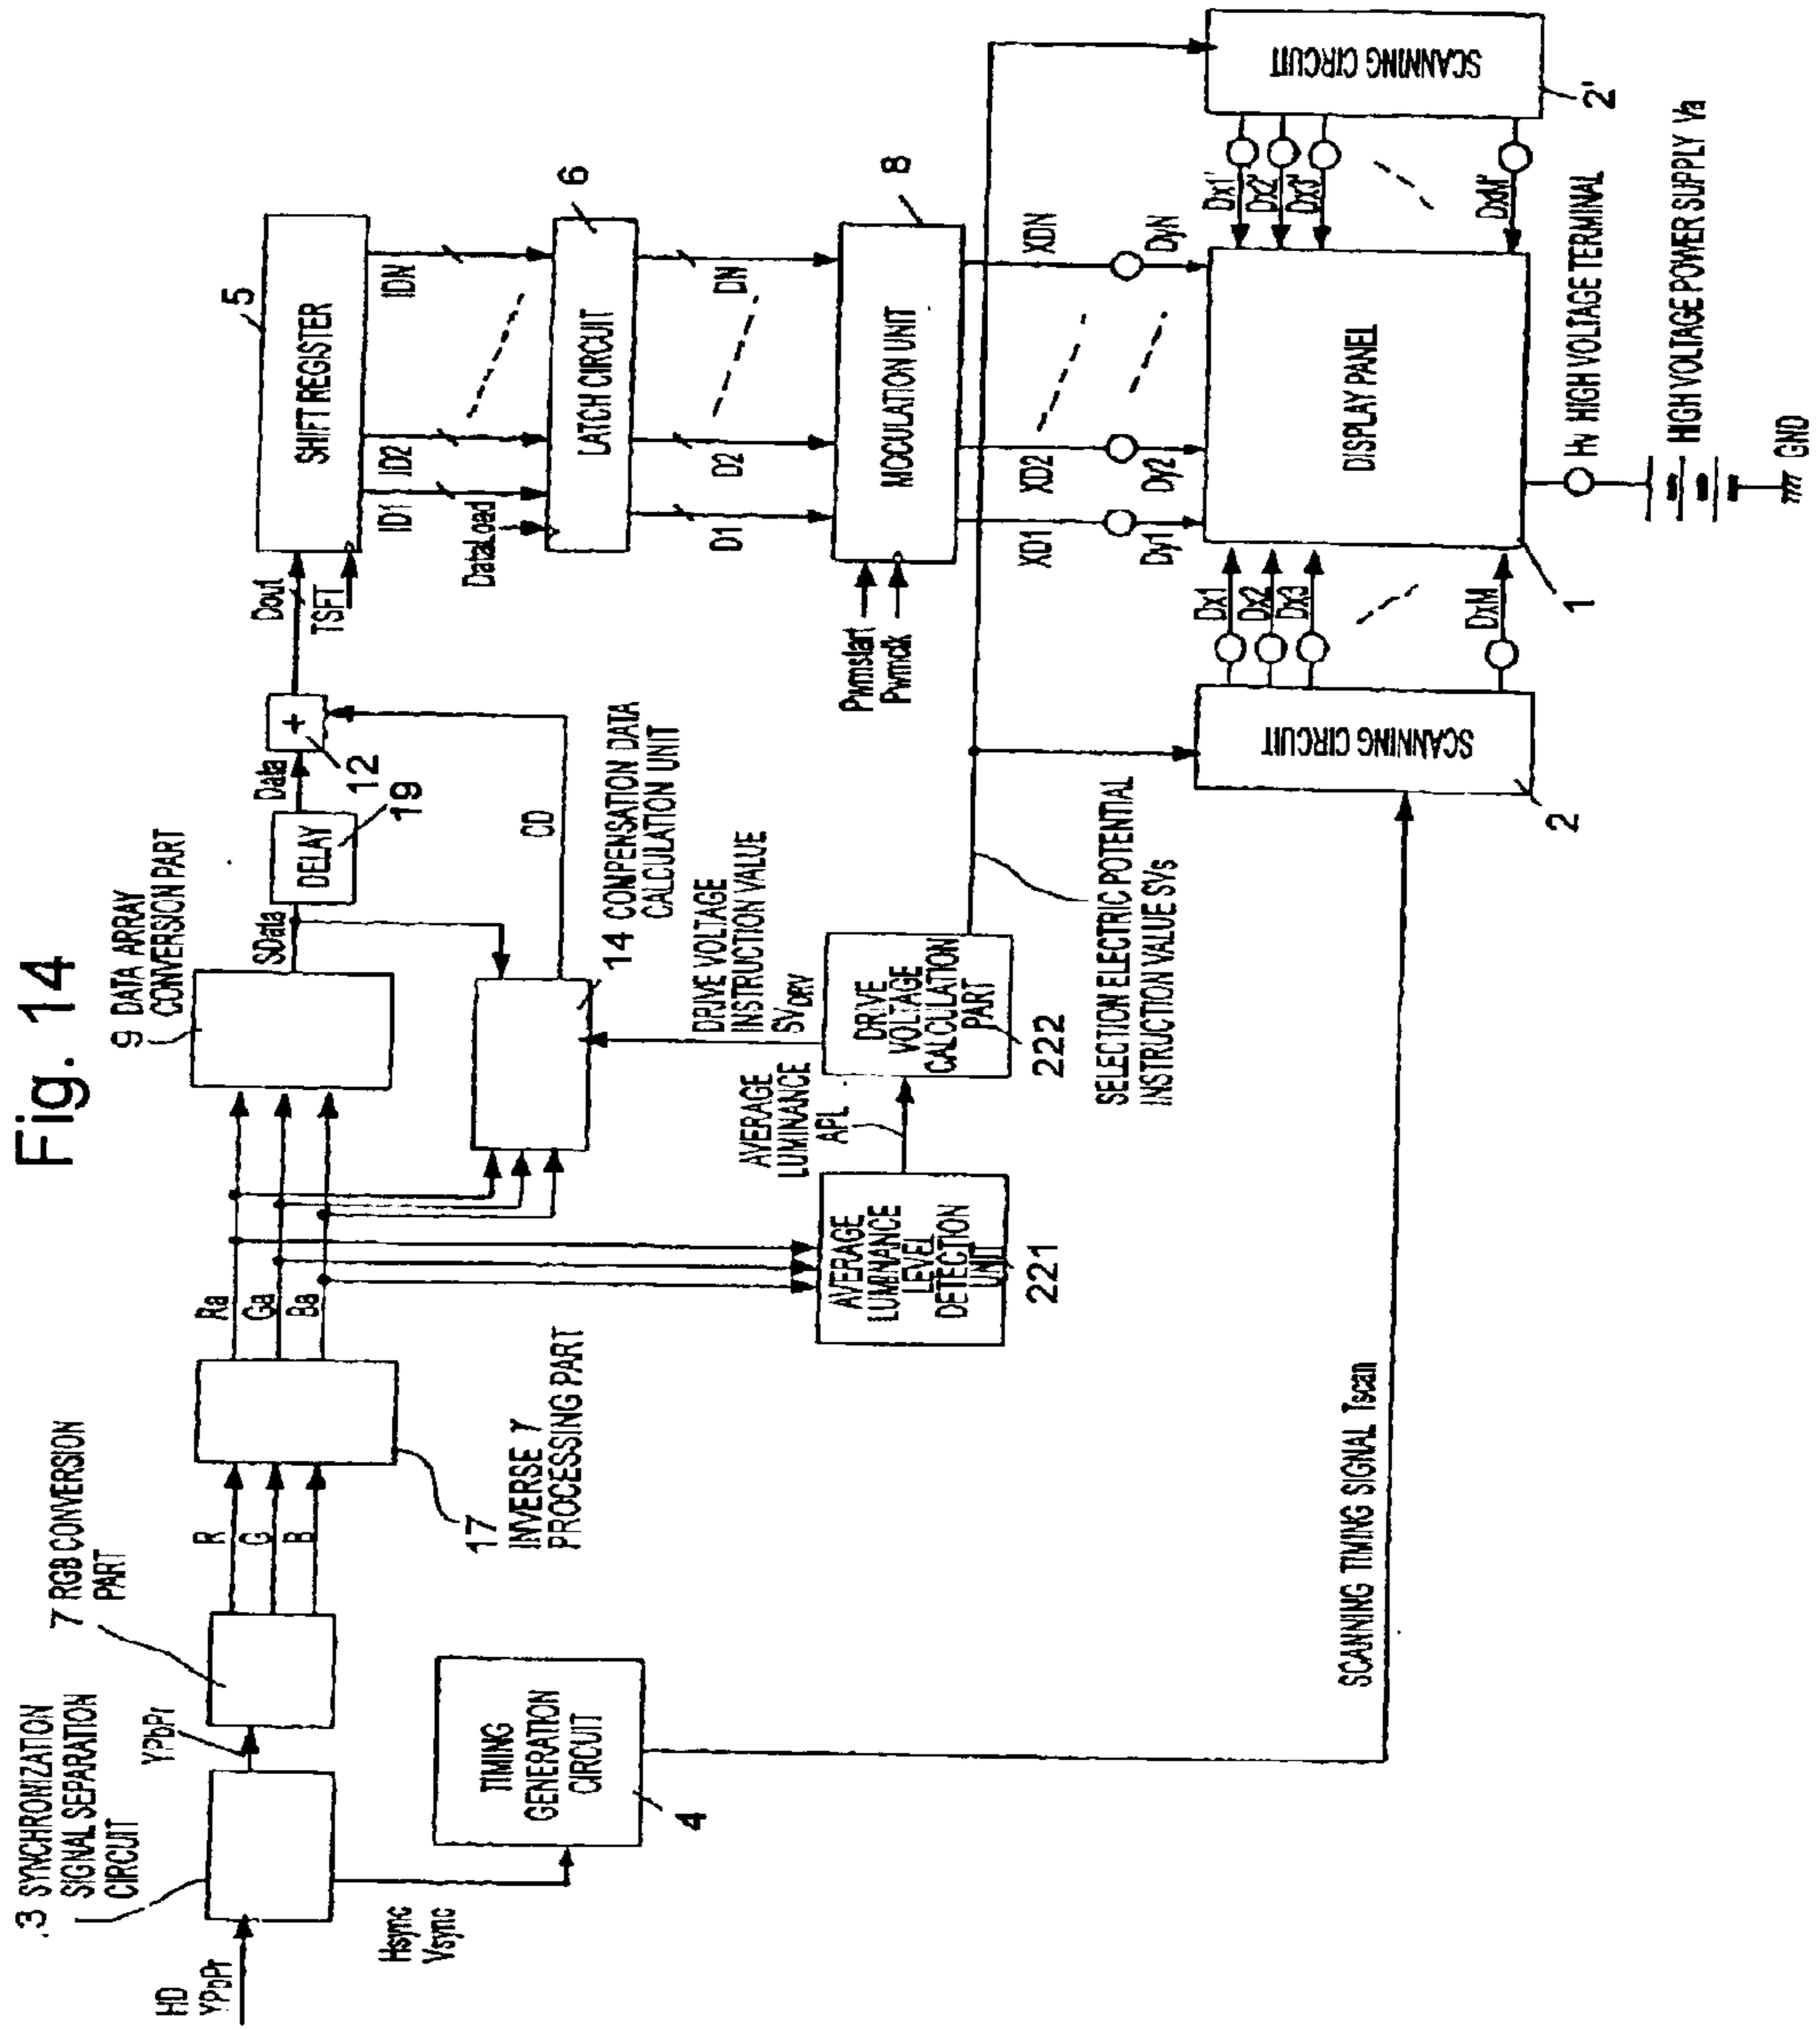 Fig. 14
HD
YPbPr
3 SYNCHRONIZATION
SIGNAL SEPARATION
CIRCUIT
YPbPr
Hsync
Vsync
7 RGB CONVERSION
PART
R
G
B
17
INVERSE γ
PROCESSING PART
Ra
Ga
Ba
9 DATA ARRAY
CONVERSION PART
SData
DELAY
19
Data
+
12
Dout
TSFT
SHIFT REGISTER
5
ID1
ID2
IDN
DataLoad
LATCH CIRCUIT
6
D1
D2
DN
Pwmstart
Pwmclk
MODULATION UNIT
8
XD1
XD2
XDN
Dy1
Dy2
DyN
CD
14 CONPENSATION DATA
CALCULATION UNIT
DRIVE VOLTAGE
INSTRUCTION VALUE
SVDRV
TIMING
GENERATION
CIRCUIT
4
AVERAGE
LUMINANCE
LEVEL
DETECTION
UNIT
221
AVERAGE
LUMINANCE
APL
DRIVE
VOLTAGE
CALCULATION
PART
222
SELECTION ELECTRIC POTENTIAL
INSTRUCTION VALUE SVs
SCANNING TIMING SIGNAL Tscan
SCANNING CIRCUIT
2
Dx1
Dx2
Dx3
DxM
DISPLAY PANEL
1
Dx1'
Dx2'
Dx3'
DxM'
SCANNING CIRCUIT
2'
Hv HIGH VOLTAGE TERMINAL
HIGH VOLTAGE POWER SUPPLY Va
GND